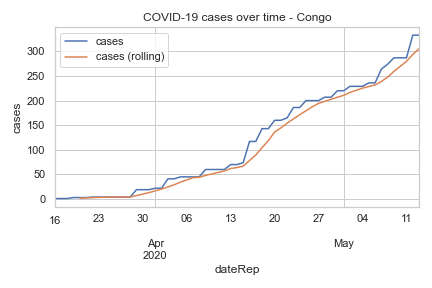 COVID-19 cases over time - Congo
cases
cases (rolling)
cases
300
250
200
150
100
50
0
16 23 30 06 13 20 27 04 11
Apr May
2020
dateRep